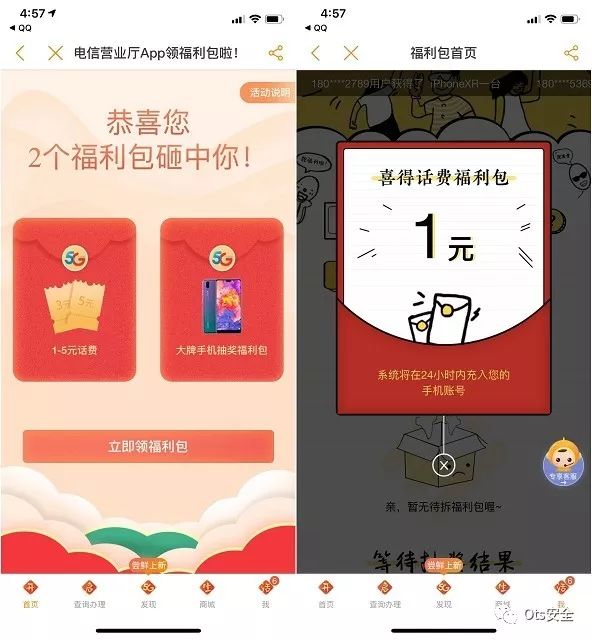 4:57
QQ
电信营业厅App领福利包啦！
活动说明
恭喜您
2个福利包砸中你！
5G
3元 5元
1-5元话费
5G
大牌手机抽奖福利包
立即领福利包
尝鲜上新
首页
查询办理
5G
发现
商城
6
我
4:57
QQ
福利包首页
180****2789用户获得了 iPhoneXR一台
180****5369
喜得话费福利包
1元
系统将在24小时内充入您的
手机账号
专享客服
亲，暂无待拆福利包喔~
等待抽奖结果
尝鲜上新
首页
查询办理
5G
发现
商城
6
我
Ots安全